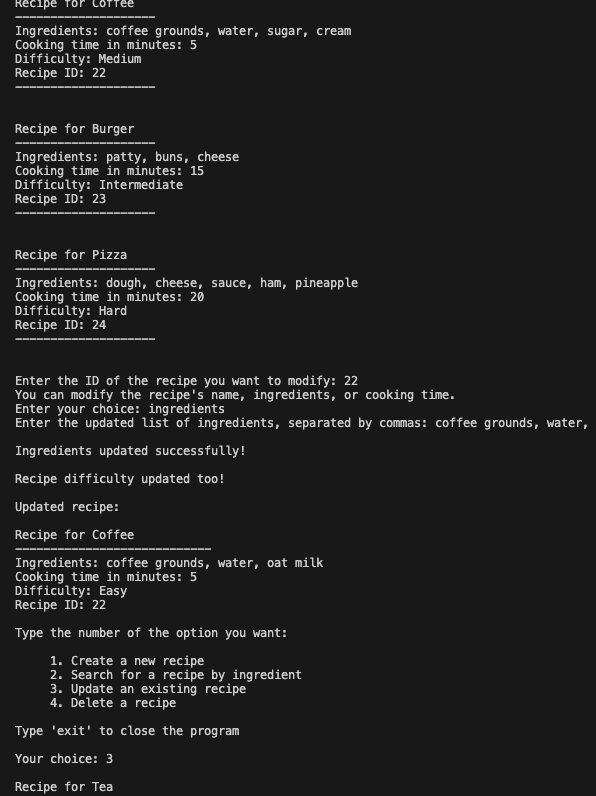 Recipe for Coffee
--------------------
Ingredients: coffee grounds, water, sugar, cream
Cooking time in minutes: 5
Difficulty: Medium
Recipe ID: 22
--------------------
Recipe for Burger
--------------------
Ingredients: patty, buns, cheese
Cooking time in minutes: 15
Difficulty: Intermediate
Recipe ID: 23
--------------------
Recipe for Pizza
--------------------
Ingredients: dough, cheese, sauce, ham, pineapple
Cooking time in minutes: 20
Difficulty: Hard
Recipe ID: 24
--------------------
Enter the ID of the recipe you want to modify: 22
You can modify the recipe's name, ingredients, or cooking time.
Enter your choice: ingredients
Enter the updated list of ingredients, separated by commas: coffee grounds, water,
Ingredients updated successfully!
Recipe difficulty updated too!
Updated recipe:
Recipe for Coffee
----------------------------
Ingredients: coffee grounds, water, oat milk
Cooking time in minutes: 5
Difficulty: Easy
Recipe ID: 22
Type the number of the option you want:
1. Create a new recipe
2. Search for a recipe by ingredient
3. Update an existing recipe
4. Delete a recipe
Type 'exit' to close the program
Your choice: 3
Recipe for Tea